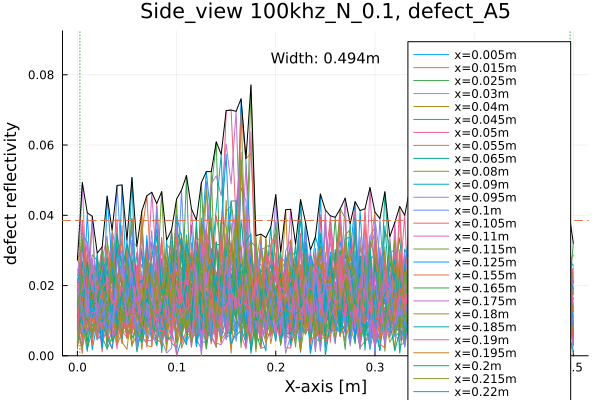 Side_view 100khz_N_0.1, defect_A5
Width: 0.494m
defect reflectivity
0.08
0.06
0.04
0.02
0.00
0.0
0.1
0.2
0.3
.5
X-axis [m]
x=0.005m
x=0.015m
x=0.025m
x=0.03m
x=0.04m
x=0.045m
x=0.05m
x=0.055m
x=0.065m
x=0.08m
x=0.09m
x=0.095m
x=0.1m
x=0.105m
x=0.11m
x=0.115m
x=0.125m
x=0.155m
x=0.165m
x=0.175m
x=0.18m
x=0.185m
x=0.19m
x=0.195m
x=0.2m
x=0.215m
x=0.22m